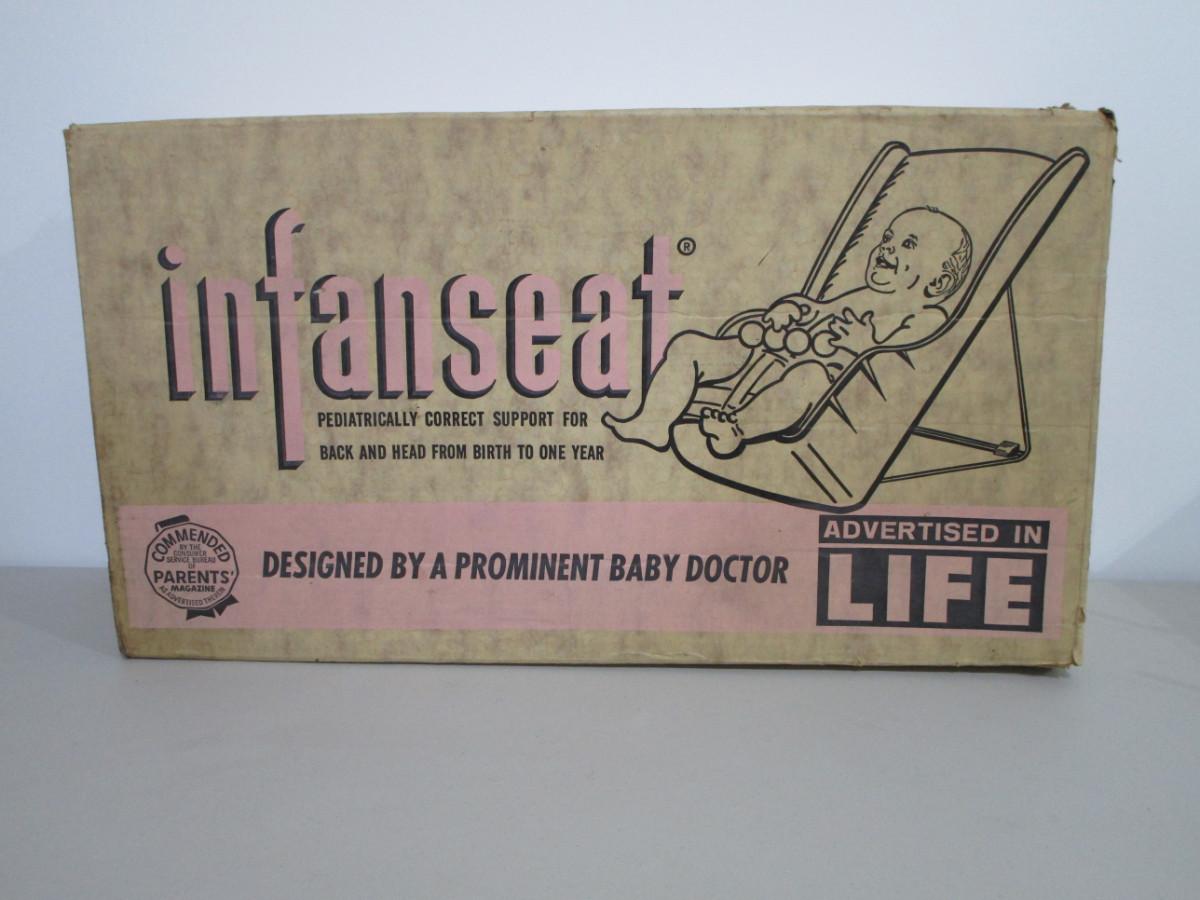 infanseat®
PEDIATRICALLY CORRECT SUPPORT FOR
BACK AND HEAD FROM BIRTH TO ONE YEAR
COMMENDED
BY THE
CONSUMER
SERVICE BUREAU
OF
PARENTS'
MAGAZINE
AS ADVERTISED THEREIN
DESIGNED BY A PROMINENT BABY DOCTOR
ADVERTISED IN
LIFE